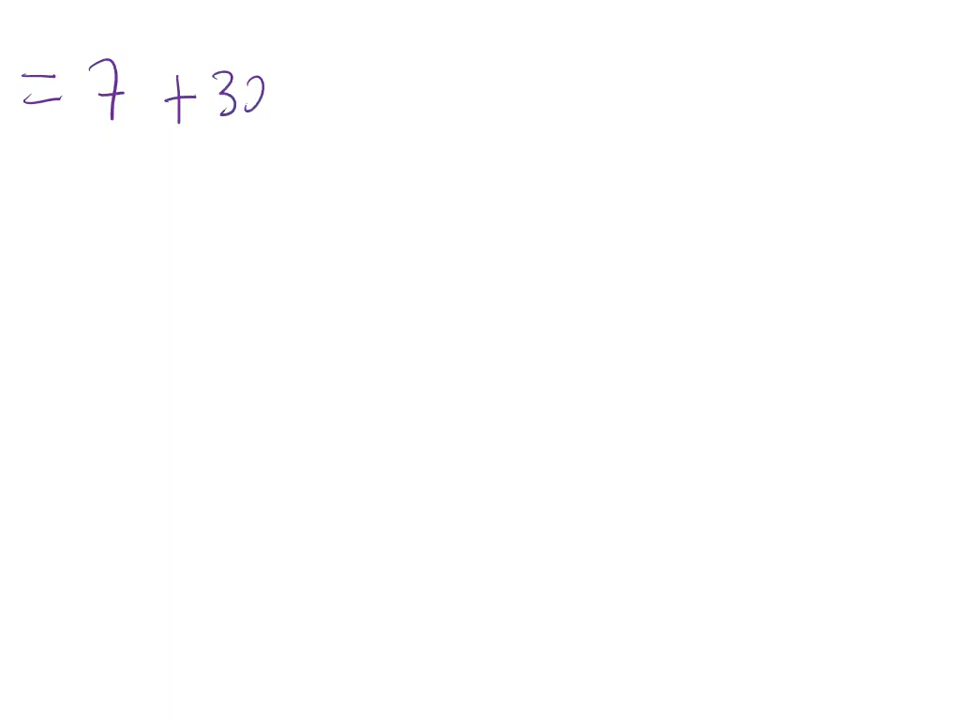 = 7 + 30